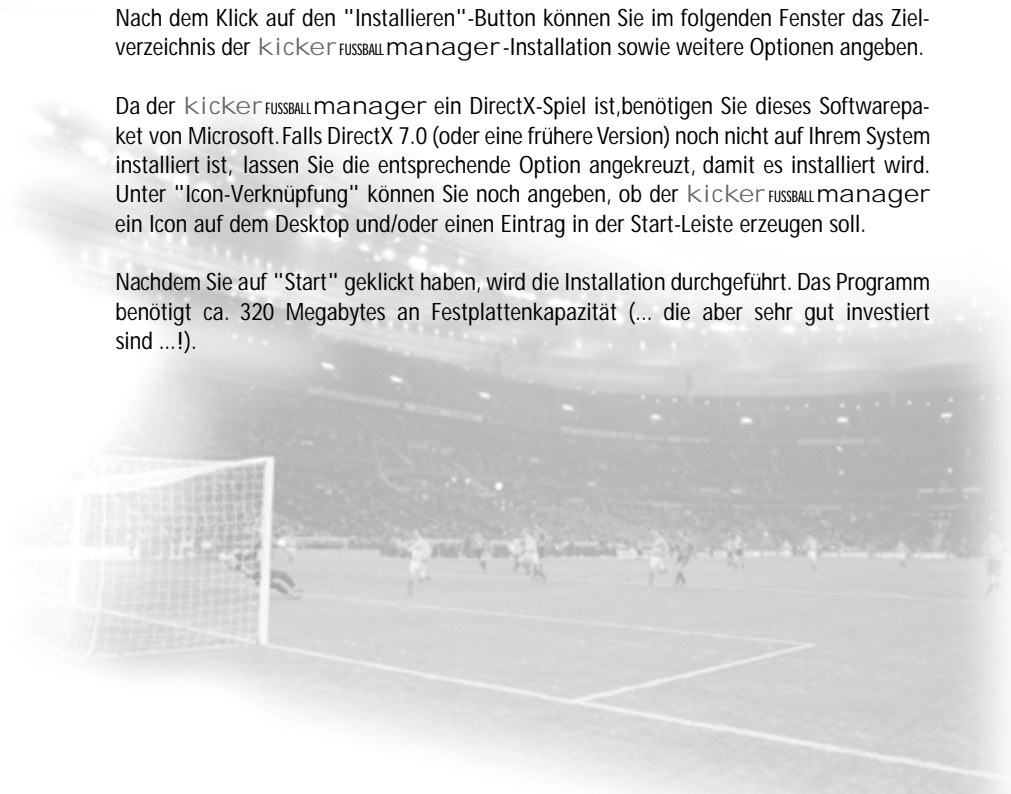 Nach dem Klick auf den "Installieren"-Button können Sie im folgenden Fenster das Ziel-
verzeichnis der kicker FUSSBALL manager-Installation sowie weitere Optionen angeben.
Da der kicker FUSSBALL manager ein DirectX-Spiel ist,benötigen Sie dieses Softwarepa-
ket von Microsoft. Falls DirectX 7.0 (oder eine frühere Version) noch nicht auf Ihrem System
installiert ist, lassen Sie die entsprechende Option angekreuzt, damit es installiert wird.
Unter "Icon-Verknüpfung" können Sie noch angeben, ob der kicker FUSSBALL manager
ein Icon auf dem Desktop und/oder einen Eintrag in der Start-Leiste erzeugen soll.
Nachdem Sie auf "Start" geklickt haben, wird die Installation durchgeführt. Das Programm
benötigt ca. 320 Megabytes an Festplattenkapazität (... die aber sehr gut investiert
sind ...!).